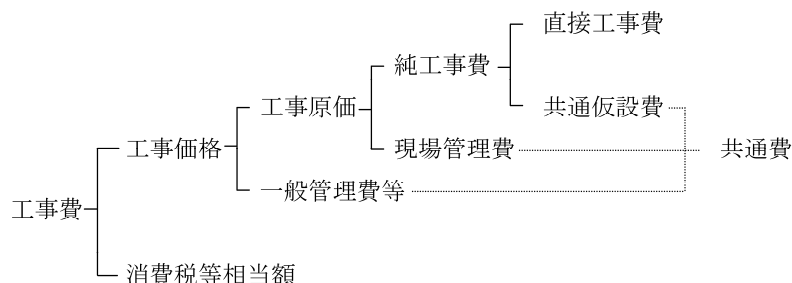 直接工事費
純工事費
工事原価
共通仮設費
工事価格
現場管理費
共通費
一般管理費等
工事費
消費税等相当額